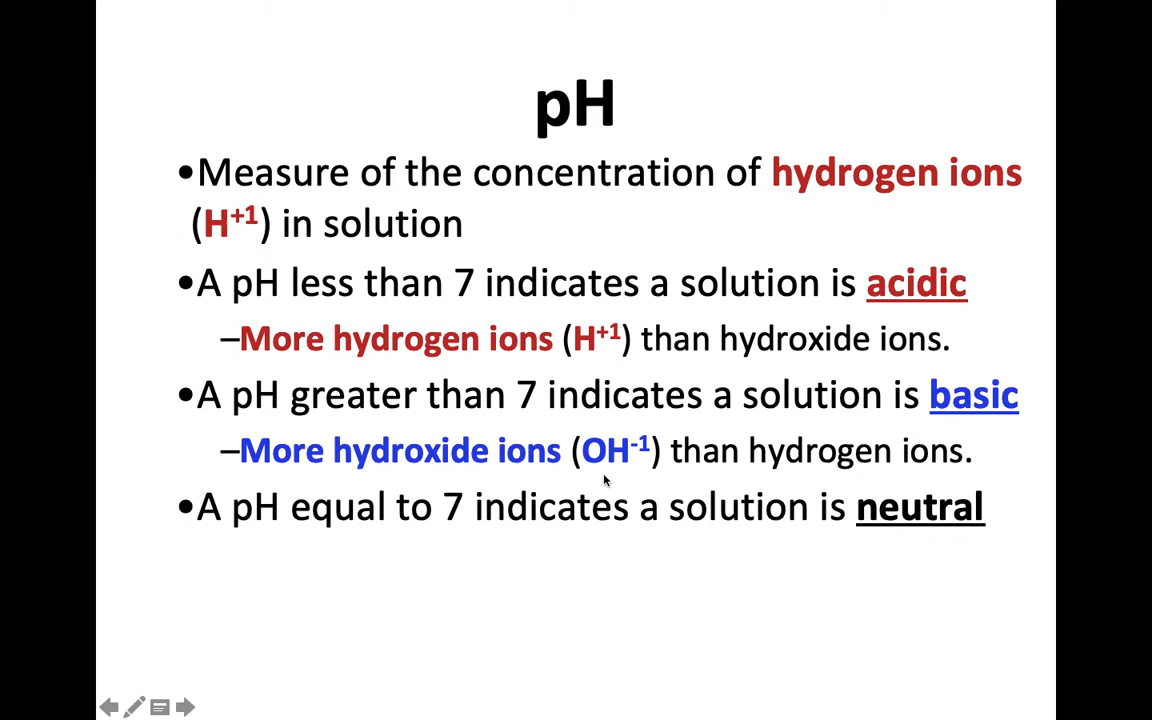 pH
•Measure of the concentration of hydrogen ions
(H⁺¹) in solution
•A pH less than 7 indicates a solution is acidic
–More hydrogen ions (H⁺¹) than hydroxide ions.
•A pH greater than 7 indicates a solution is basic
–More hydroxide ions (OH⁻¹) than hydrogen ions.
•A pH equal to 7 indicates a solution is neutral